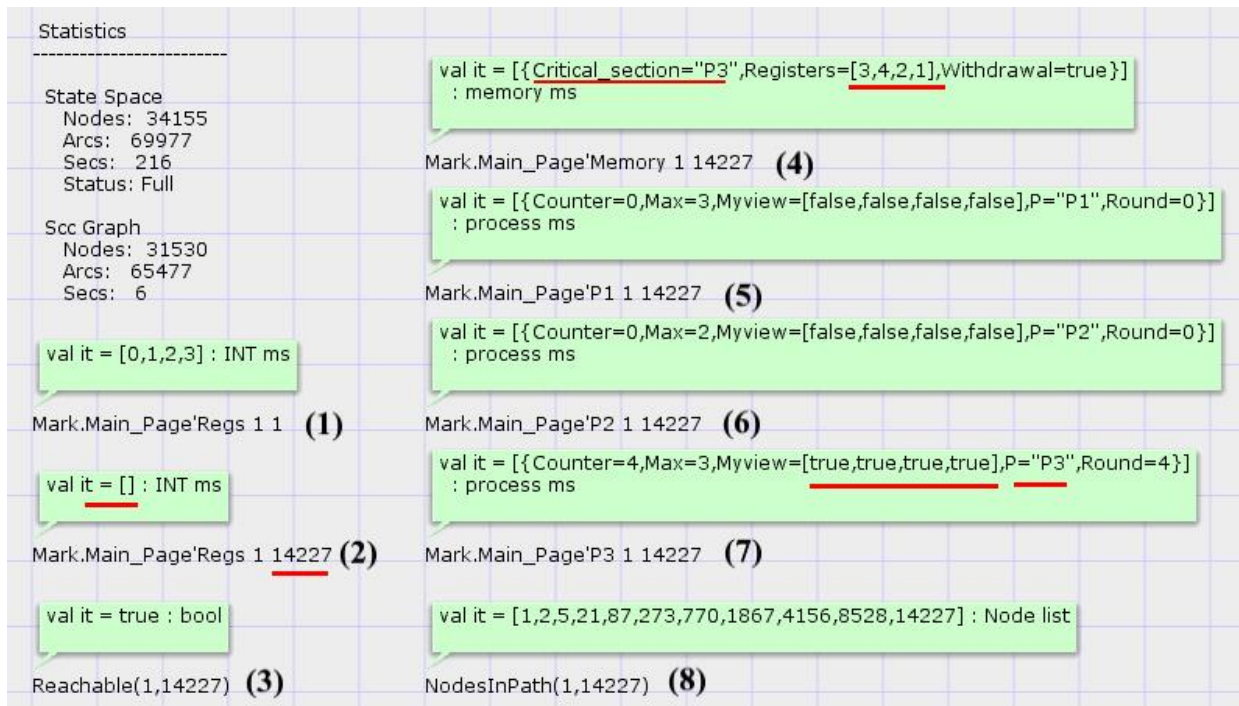 Statistics
--------------------------
State Space
Nodes: 34155
Arcs: 69977
Secs: 216
Status: Full
Scc Graph
Nodes: 31530
Arcs: 65477
Secs: 6
val it = [0,1,2,3] : INT ms
Mark.Main_Page'Regs 1 1 (1)
val it = [] : INT ms
Mark.Main_Page'Regs 1 14227 (2)
val it = true : bool
Reachable(1,14227) (3)
val it = [{Critical_section="P3",Registers=[3,4,2,1],Withdrawal=true}]
: memory ms
Mark.Main_Page'Memory 1 14227 (4)
val it = [{Counter=0,Max=3,Myview=[false,false,false,false],P="P1",Round=0}]
: process ms
Mark.Main_Page'P1 1 14227 (5)
val it = [{Counter=0,Max=2,Myview=[false,false,false,false],P="P2",Round=0}]
: process ms
Mark.Main_Page'P2 1 14227 (6)
val it = [{Counter=4,Max=3,Myview=[true,true,true,true],P="P3",Round=4}]
: process ms
Mark.Main_Page'P3 1 14227 (7)
val it = [1,2,5,21,87,273,770,1867,4156,8528,14227] : Node list
NodesInPath(1,14227) (8)